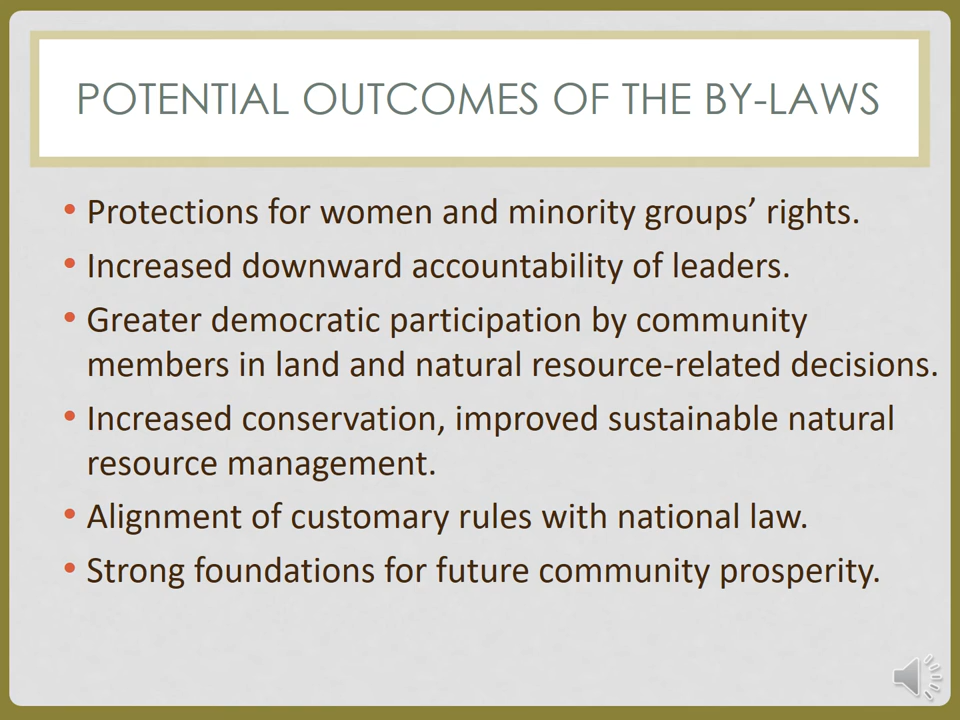 POTENTIAL OUTCOMES OF THE BY-LAWS
• Protections for women and minority groups’ rights.
• Increased downward accountability of leaders.
• Greater democratic participation by community
members in land and natural resource-related decisions.
• Increased conservation, improved sustainable natural
resource management.
• Alignment of customary rules with national law.
• Strong foundations for future community prosperity.